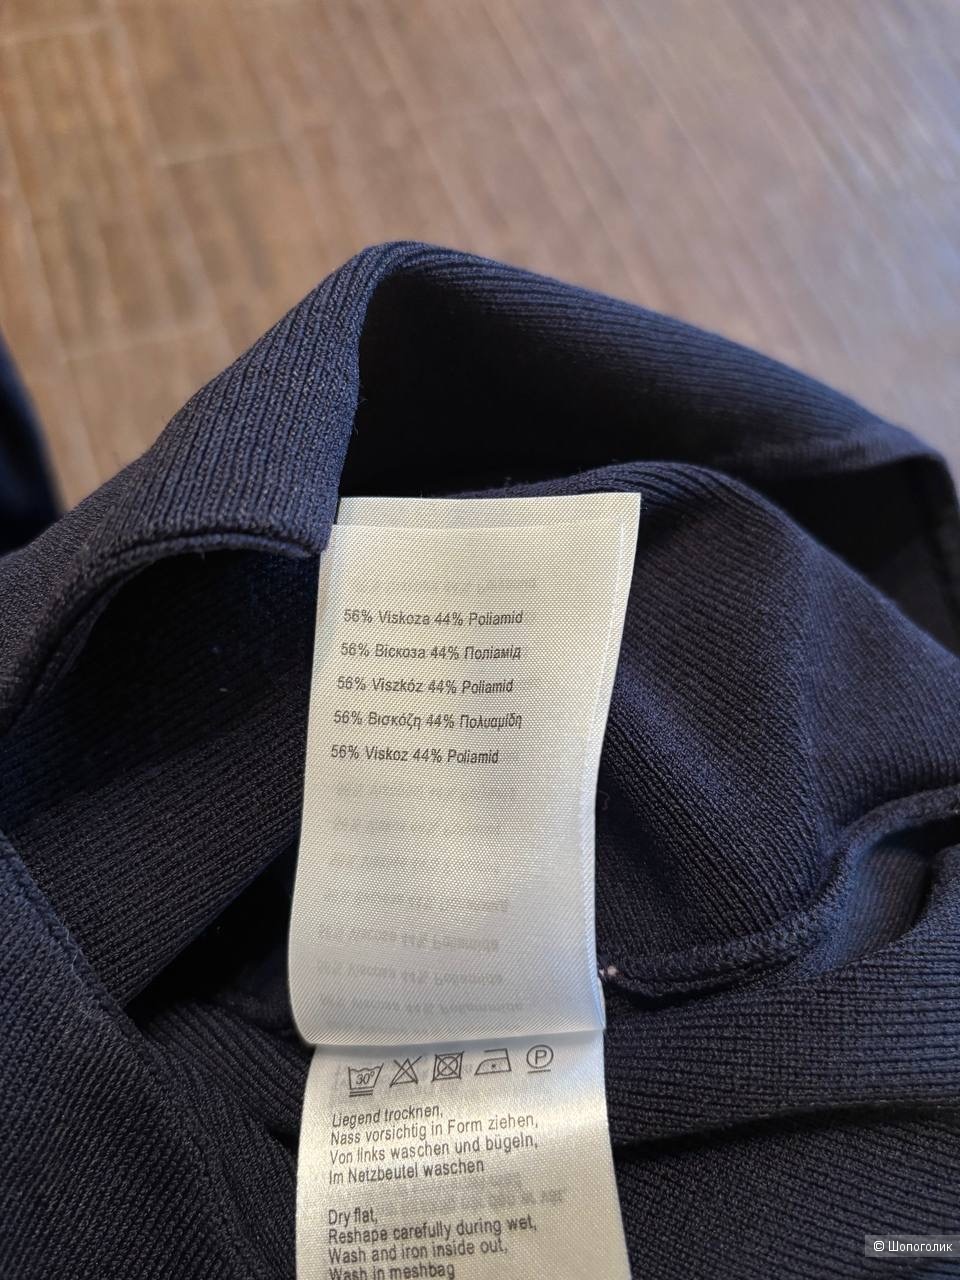 56% Viskoza 44% Poliamid
56% Віскоза 44% Поліамід
56% Viszkóz 44% Poliamid
56% Βισκόζη 44% Πολυαμίδη
56% Viskoz 44% Poliamid
30°
P
Liegend trocknen,
Nass vorsichtig in Form ziehen,
Von links waschen und bügeln,
Im Netzbeutel waschen
Dry flat,
Reshape carefully during wet,
Wash and iron inside out,
Wash in meshbag
© Шопоголик